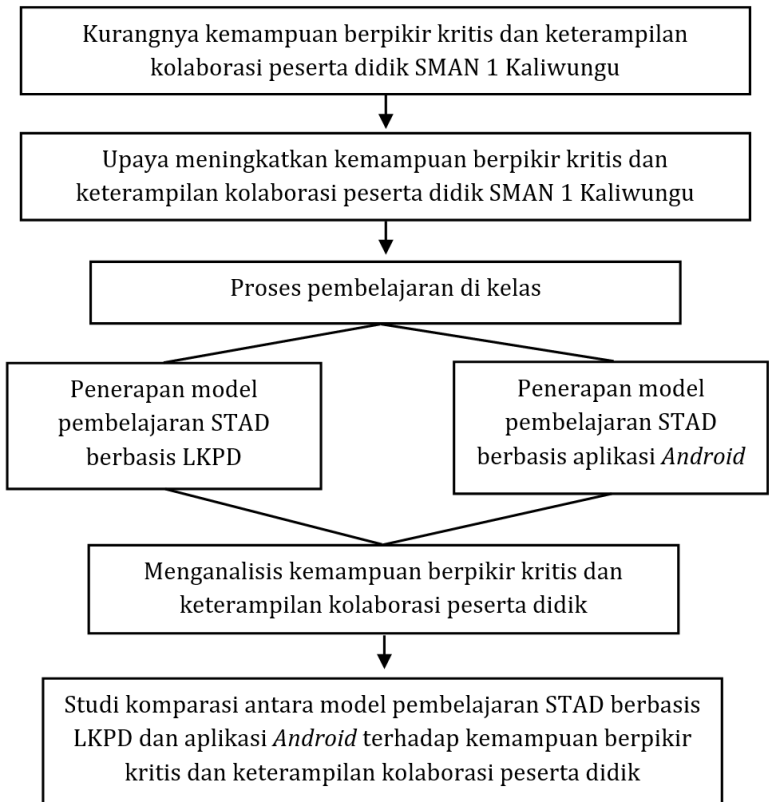 Kurangnya kemampuan berpikir kritis dan keterampilan
kolaborasi peserta didik SMAN 1 Kaliwungu
Upaya meningkatkan kemampuan berpikir kritis dan
keterampilan kolaborasi peserta didik SMAN 1 Kaliwungu
Proses pembelajaran di kelas
Penerapan model
pembelajaran STAD
berbasis LKPD
Penerapan model
pembelajaran STAD
berbasis aplikasi Android
Menganalisis kemampuan berpikir kritis dan
keterampilan kolaborasi peserta didik
Studi komparasi antara model pembelajaran STAD berbasis
LKPD dan aplikasi Android terhadap kemampuan berpikir
kritis dan keterampilan kolaborasi peserta didik